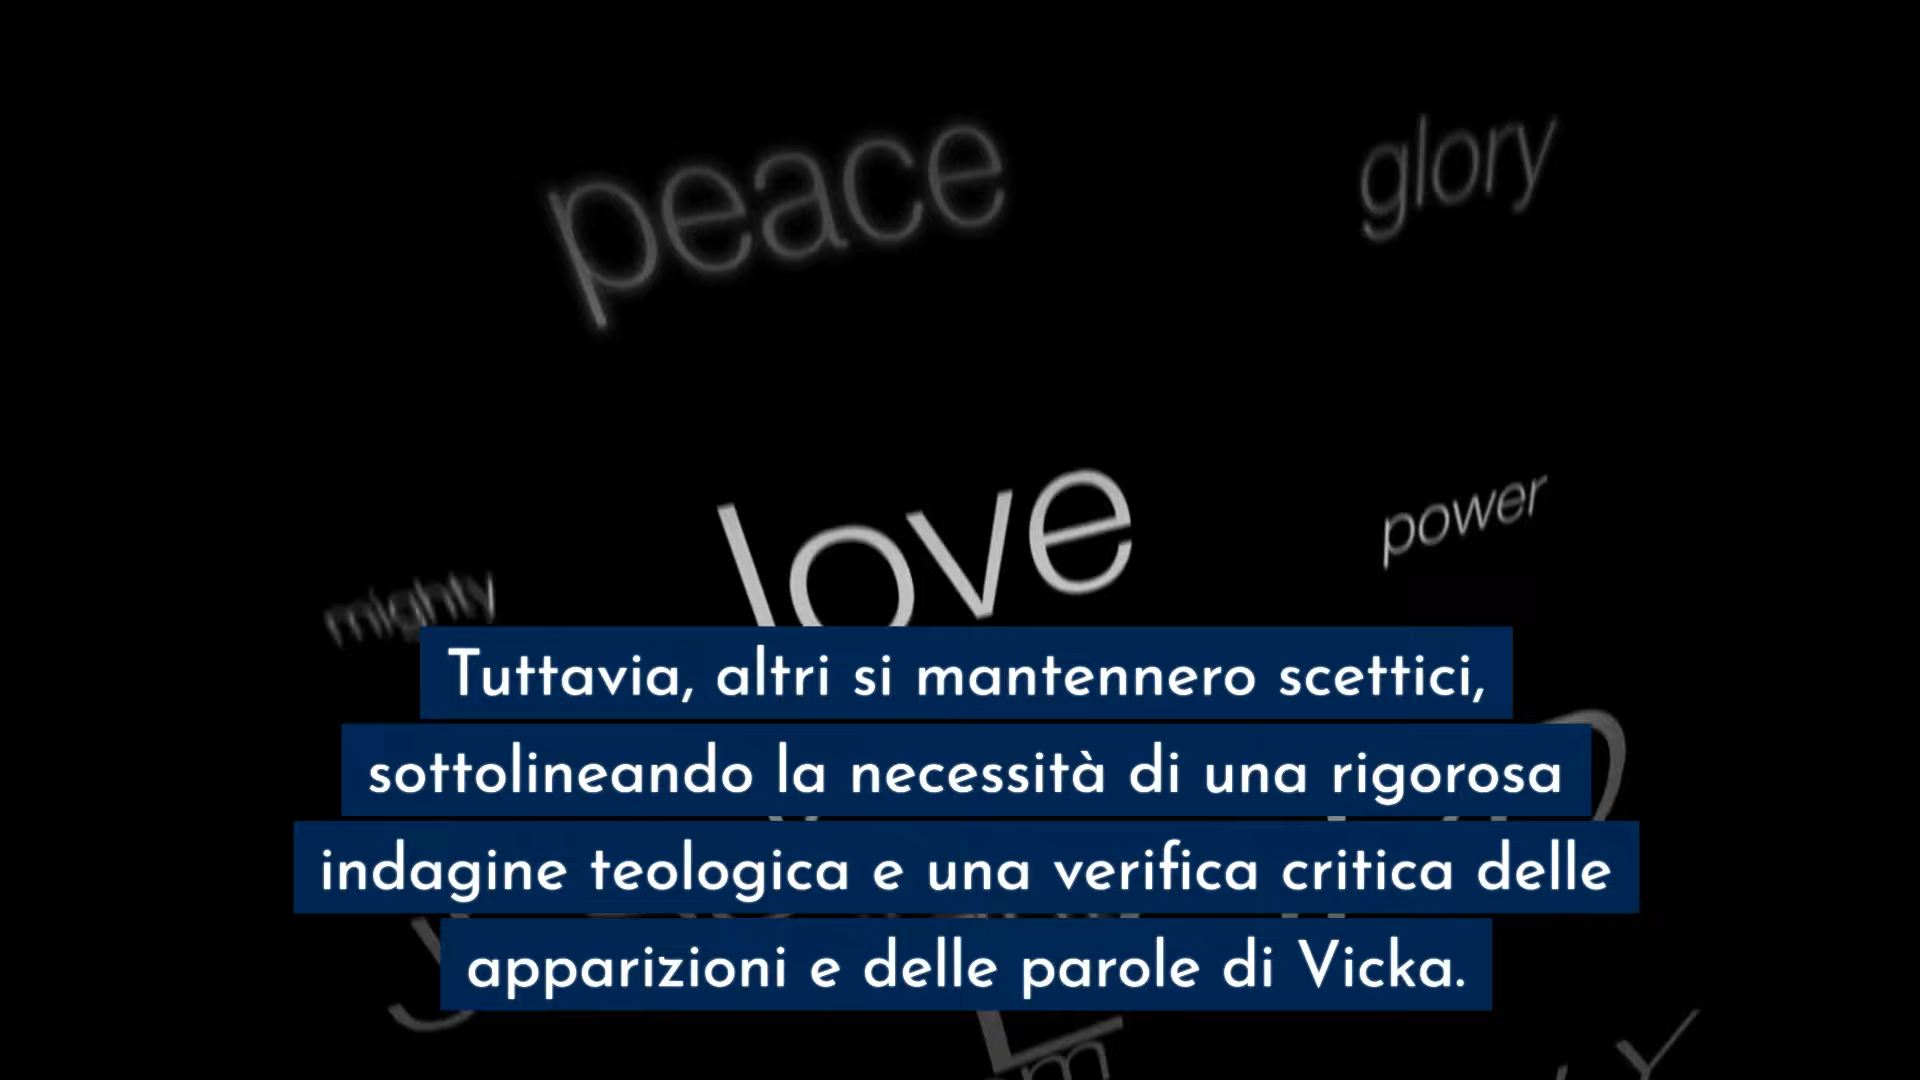 peace
glory
love
power
mighty
Tuttavia, altri si mantennero scettici,
sottolineando la necessità di una rigorosa
indagine teologica e una verifica critica delle
apparizioni e delle parole di Vicka.